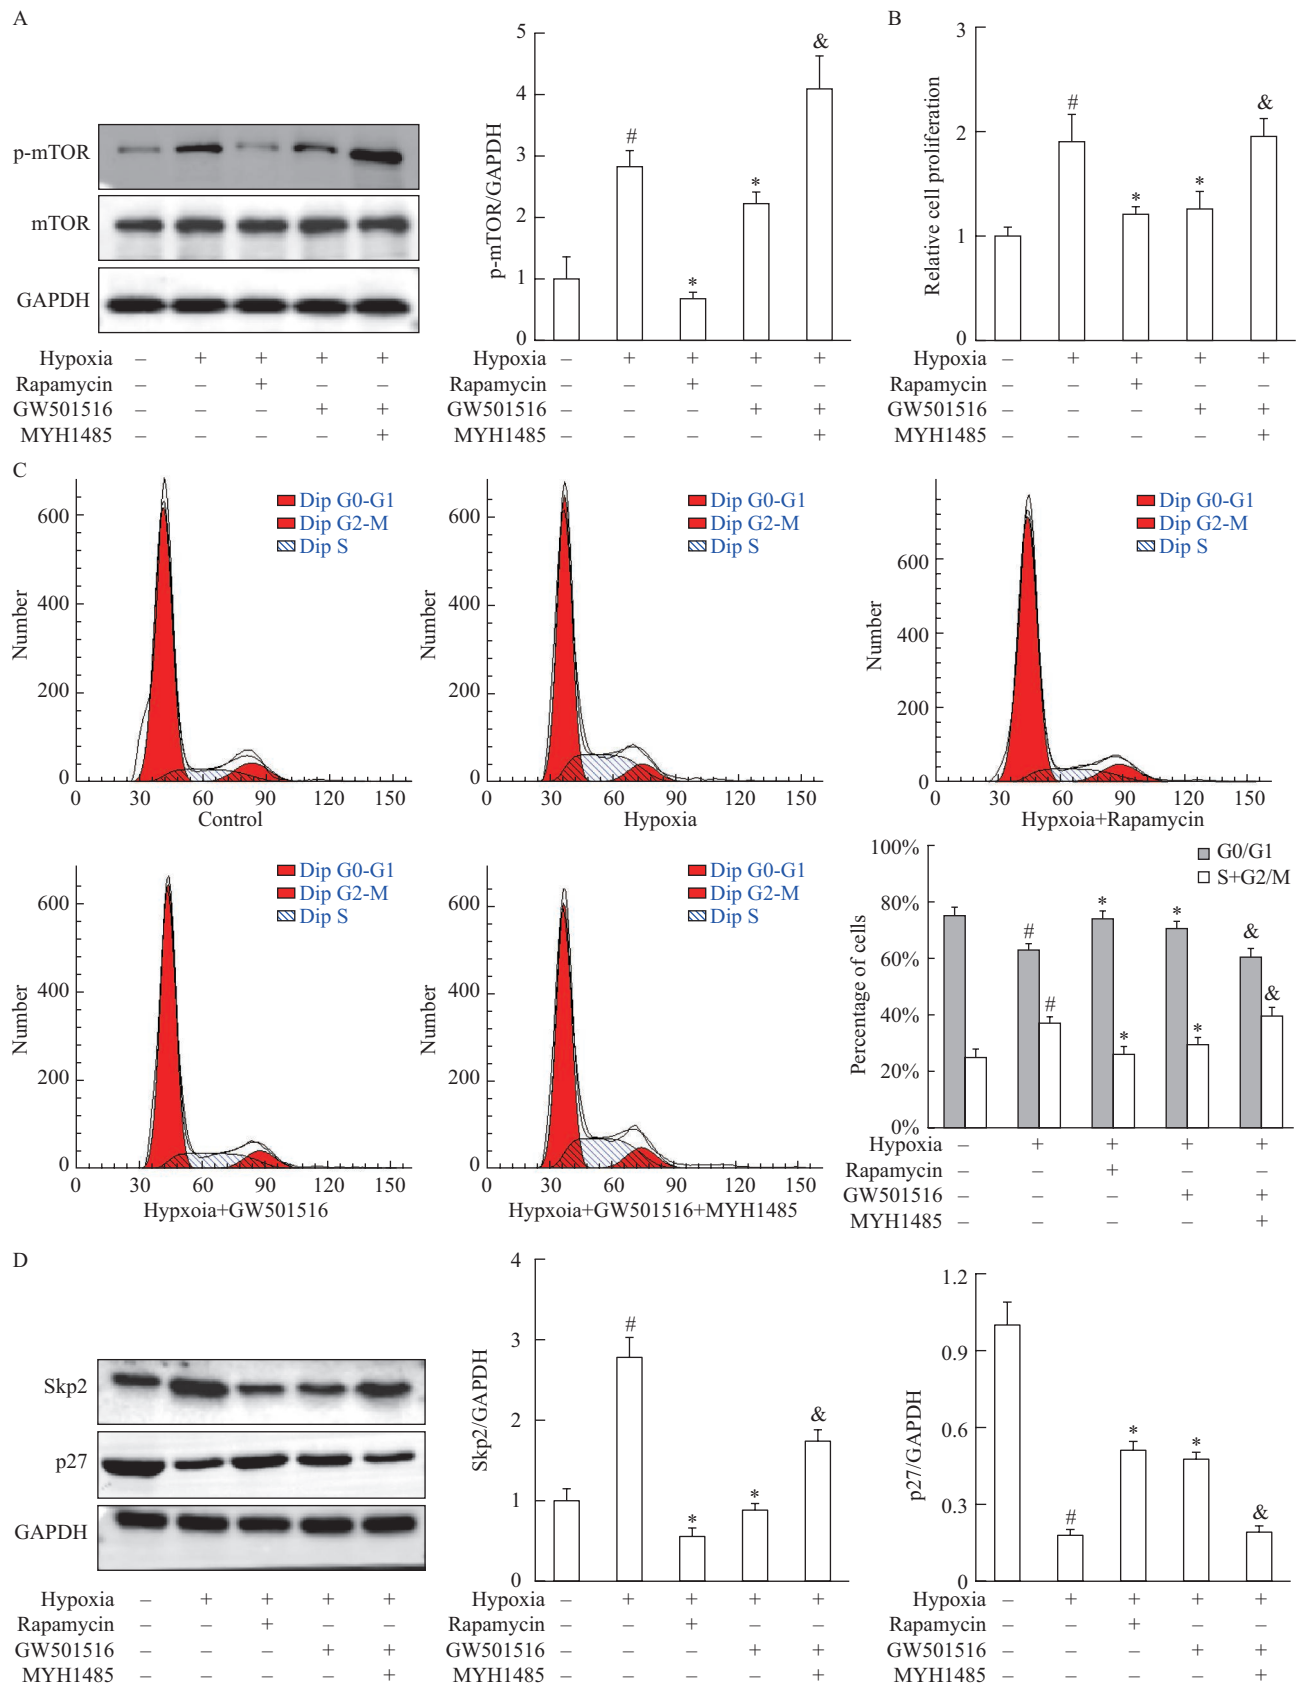 A
p-mTOR
mTOR
GAPDH
Hypoxia – + + + +
Rapamycin – – + – –
GW501516 – – – + +
MYH1485 – – – – +
p-mTOR/GAPDH
5
4
3
2
1
0
# * * &
Hypoxia – + + + +
Rapamycin – – + – –
GW501516 – – – + +
MYH1485 – – – – +
B
Relative cell proliferation
3
2
1
0
# * * &
Hypoxia – + + + +
Rapamycin – – + – –
GW501516 – – – + +
MYH1485 – – – – +
C
Number
600
400
200
0
0 30 60 90 120 150
Dip G0-G1
Dip G2-M
Dip S
Control
Number
600
400
200
0
0 30 60 90 120 150
Dip G0-G1
Dip G2-M
Dip S
Hypoxia
Number
600
400
200
0
0 30 60 90 120 150
Dip G0-G1
Dip G2-M
Dip S
Hypxoia+Rapamycin
Number
600
400
200
0
0 30 60 90 120 150
Dip G0-G1
Dip G2-M
Dip S
Hypxoia+GW501516
Number
600
400
200
0
0 30 60 90 120 150
Dip G0-G1
Dip G2-M
Dip S
Hypxoia+GW501516+MYH1485
Percentage of cells
100%
80%
60%
40%
20%
0%
G0/G1
S+G2/M
# # * * * * & &
Hypoxia – + + + +
Rapamycin – – + – –
GW501516 – – – + +
MYH1485 – – – – +
D
Skp2
p27
GAPDH
Hypoxia – + + + +
Rapamycin – – + – –
GW501516 – – – + +
MYH1485 – – – – +
Skp2/GAPDH
4
3
2
1
0
# * * &
Hypoxia – + + + +
Rapamycin – – + – –
GW501516 – – – + +
MYH1485 – – – – +
p27/GAPDH
1.2
0.9
0.6
0.3
0
# * * &
Hypoxia – + + + +
Rapamycin – – + – –
GW501516 – – – + +
MYH1485 – – – – +